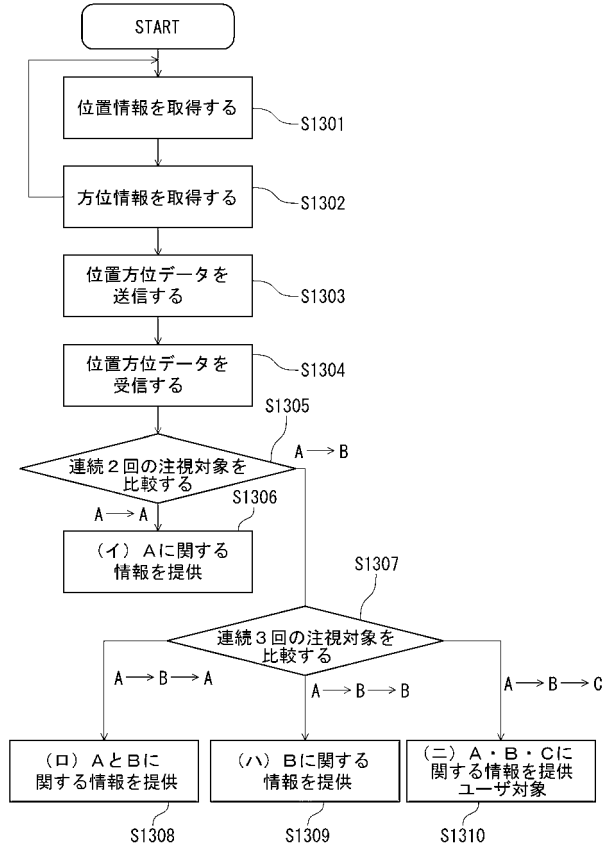 START
位置情報を取得する
S1301
方位情報を取得する
S1302
位置方位データを
送信する
S1303
位置方位データを
受信する
S1304
S1305
連続２回の注視対象を
比較する
A→B
A→A
S1306
(イ) Aに関する
情報を提供
S1307
連続３回の注視対象を
比較する
A→B→A
A→B→B
A→B→C
(ロ) AとBに
関する情報を提供
(ハ) Bに関する
情報を提供
(ニ) A・B・Cに
関する情報を提供
ユーザ対象
S1308
S1309
S1310